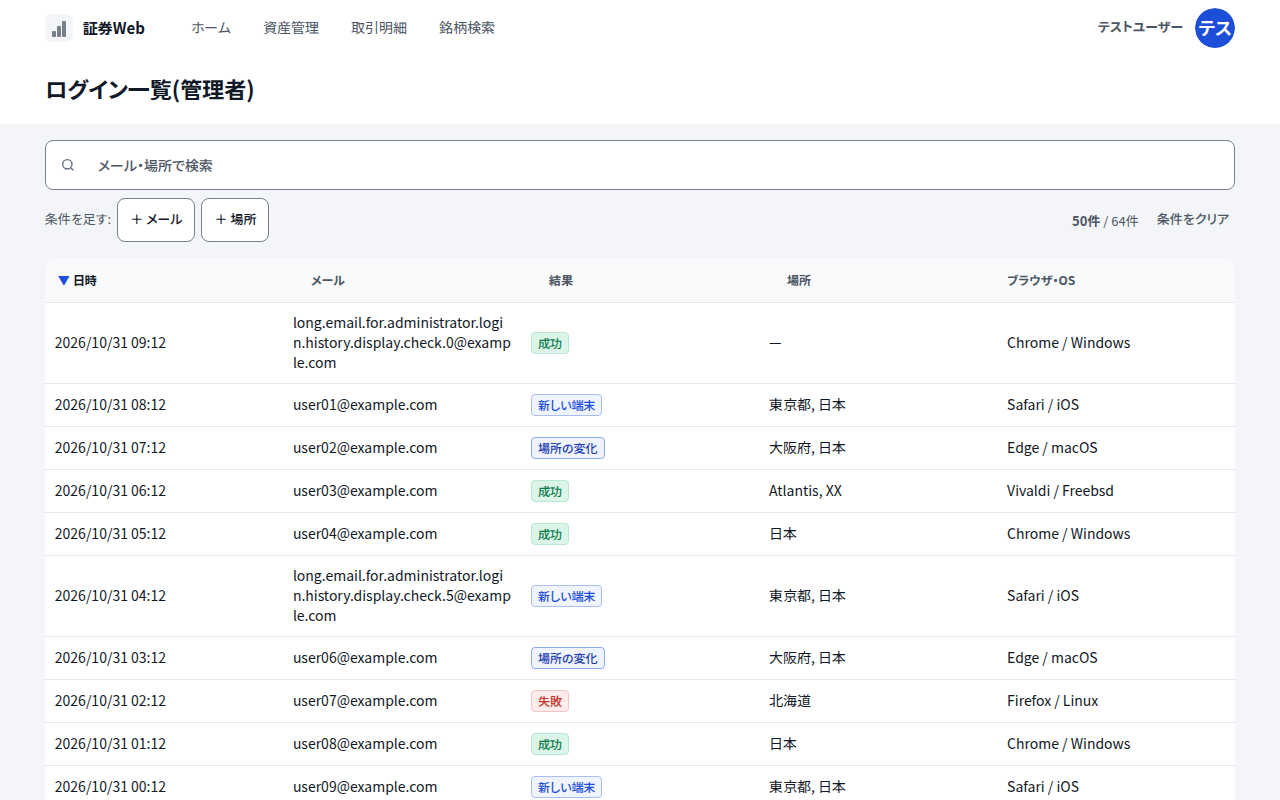 証券Web
ホーム
資産管理
取引明細
銘柄検索
テストユーザー
テス
ログイン一覧(管理者)
メール・場所で検索
条件を足す:
＋ メール
＋ 場所
50件 / 64件
条件をクリア
▼ 日時 メール 結果 場所 ブラウザ・OS
2026/10/31 09:12 long.email.for.administrator.logi
n.history.display.check.0@examp
le.com 成功 — Chrome / Windows
2026/10/31 08:12 user01@example.com 新しい端末 東京都, 日本 Safari / iOS
2026/10/31 07:12 user02@example.com 場所の変化 大阪府, 日本 Edge / macOS
2026/10/31 06:12 user03@example.com 成功 Atlantis, XX Vivaldi / Freebsd
2026/10/31 05:12 user04@example.com 成功 日本 Chrome / Windows
2026/10/31 04:12 long.email.for.administrator.logi
n.history.display.check.5@examp
le.com 新しい端末 東京都, 日本 Safari / iOS
2026/10/31 03:12 user06@example.com 場所の変化 大阪府, 日本 Edge / macOS
2026/10/31 02:12 user07@example.com 失敗 北海道 Firefox / Linux
2026/10/31 01:12 user08@example.com 成功 日本 Chrome / Windows
2026/10/31 00:12 user09@example.com 新しい端末 東京都, 日本 Safari / iOS